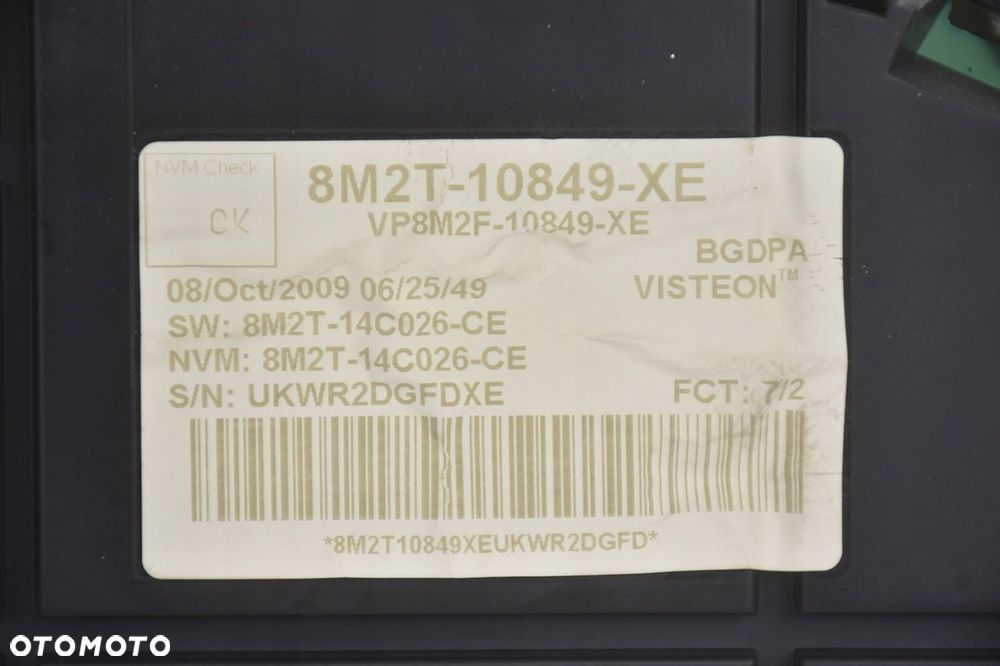 NVM Check
CK
8M2T-10849-XE
VP8M2F-10849-XE
BGDPA
VISTEON™
08/Oct/2009 06/25/49
SW: 8M2T-14C026-CE
NVM: 8M2T-14C026-CE
S/N: UKWR2DGFDXE
FCT: 7/2
*8M2T10849XEUKWR2DGFD*
OTOMOTO